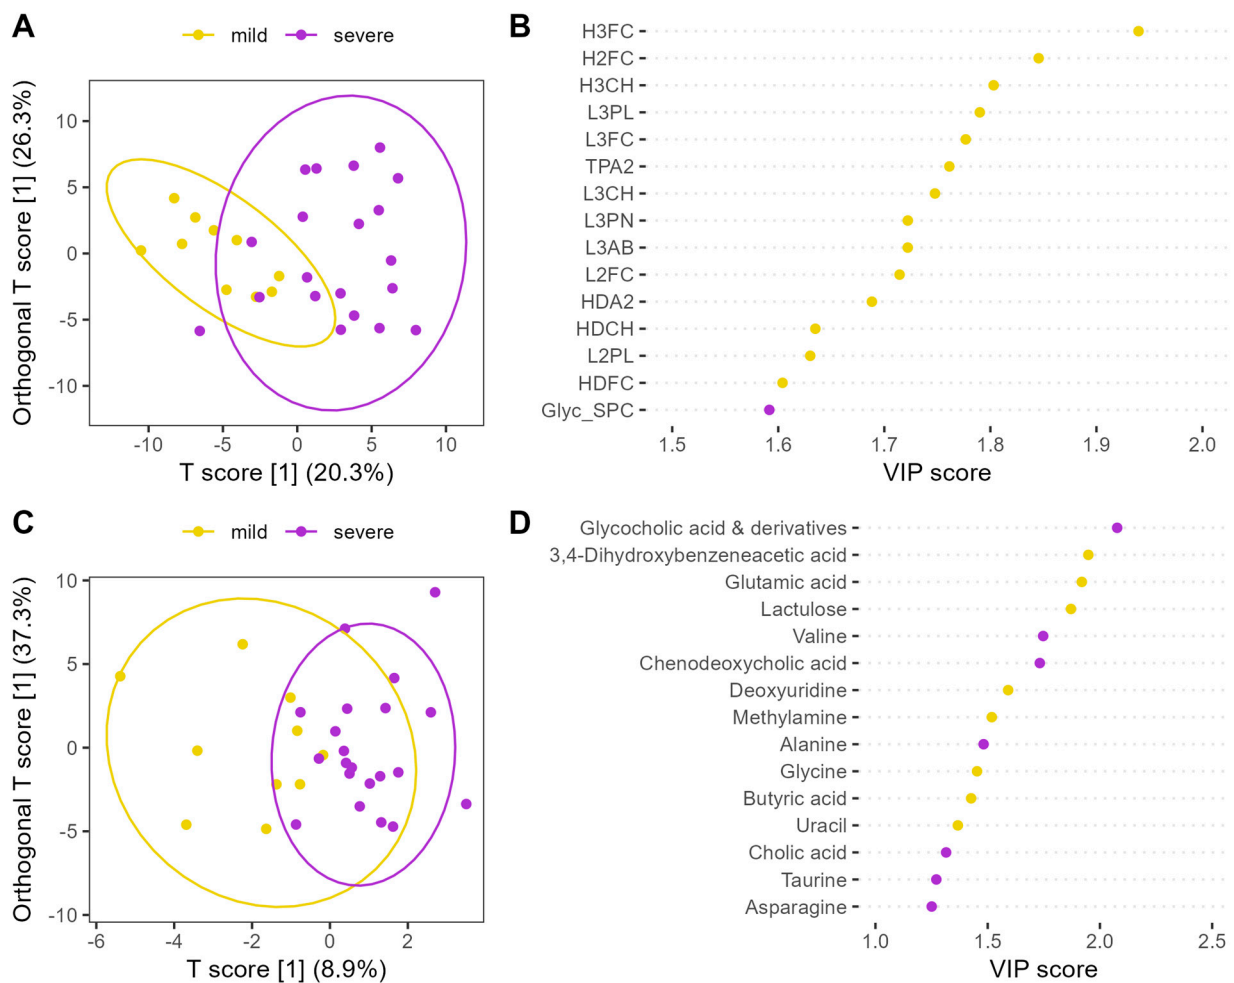 A
mild
severe
Orthogonal T score [1] (26.3%)
10
5
0
-5
-10
-10
-5
0
5
10
T score [1] (20.3%)
B
H3FC
H2FC
H3CH
L3PL
L3FC
TPA2
L3CH
L3PN
L3AB
L2FC
HDA2
HDCH
L2PL
HDFC
Glyc_SPC
1.5
1.6
1.7
1.8
1.9
2.0
VIP score
C
mild
severe
Orthogonal T score [1] (37.3%)
10
5
0
-5
-10
-6
-4
-2
0
2
T score [1] (8.9%)
D
Glycocholic acid & derivatives
3,4-Dihydroxybenzeneacetic acid
Glutamic acid
Lactulose
Valine
Chenodeoxycholic acid
Deoxyuridine
Methylamine
Alanine
Glycine
Butyric acid
Uracil
Cholic acid
Taurine
Asparagine
1.0
1.5
2.0
2.5
VIP score